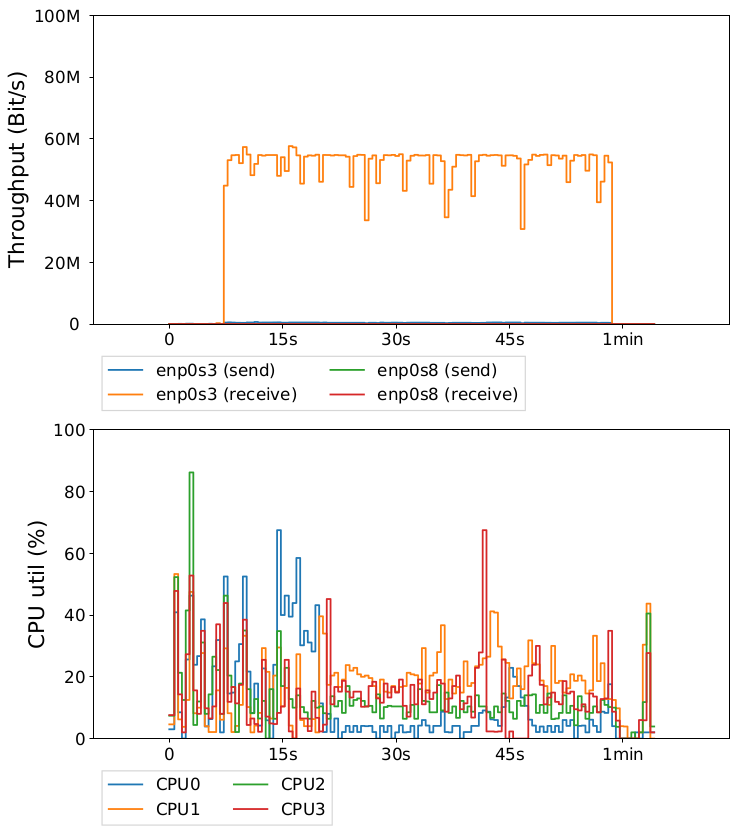 100M
80M
60M
40M
20M
0
Throughput (Bit/s)
0 15s 30s 45s 1min
enp0s3 (send) enp0s8 (send)
enp0s3 (receive) enp0s8 (receive)
100
80
60
40
20
0
CPU util (%)
0 15s 30s 45s 1min
CPU0 CPU2
CPU1 CPU3